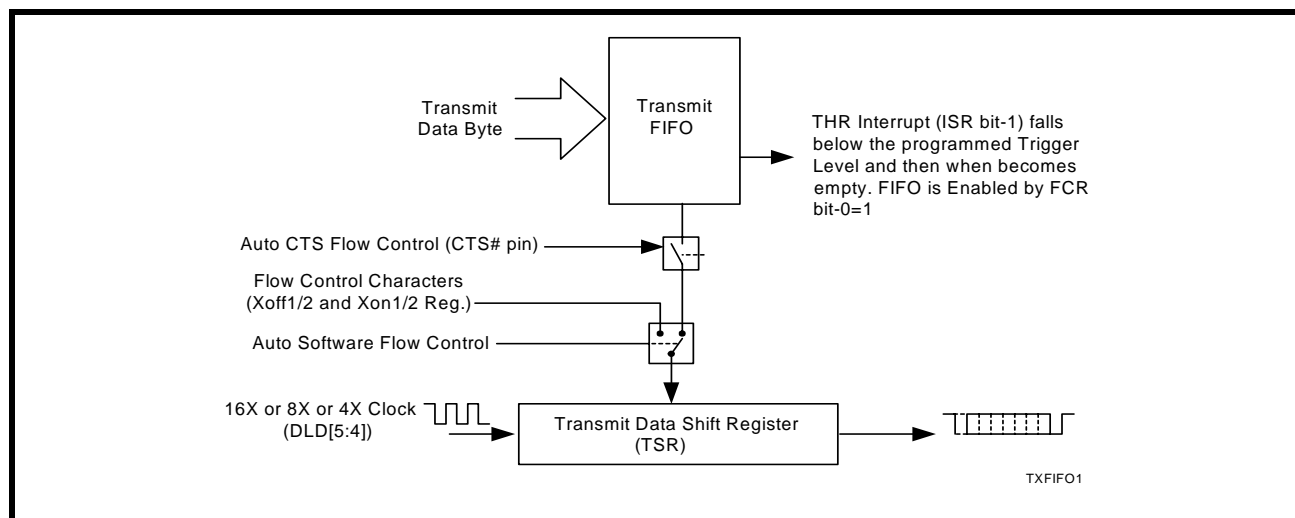 Transmit
Data Byte
Transmit
FIFO
THR Interrupt (ISR bit-1) falls
below the programmed Trigger
Level and then when becomes
empty. FIFO is Enabled by FCR
bit-0=1
Auto CTS Flow Control (CTS# pin)
Flow Control Characters
(Xoff1/2 and Xon1/2 Reg.)
Auto Software Flow Control
16X or 8X or 4X Clock
(DLD[5:4])
Transmit Data Shift Register
(TSR)
TXFIFO1